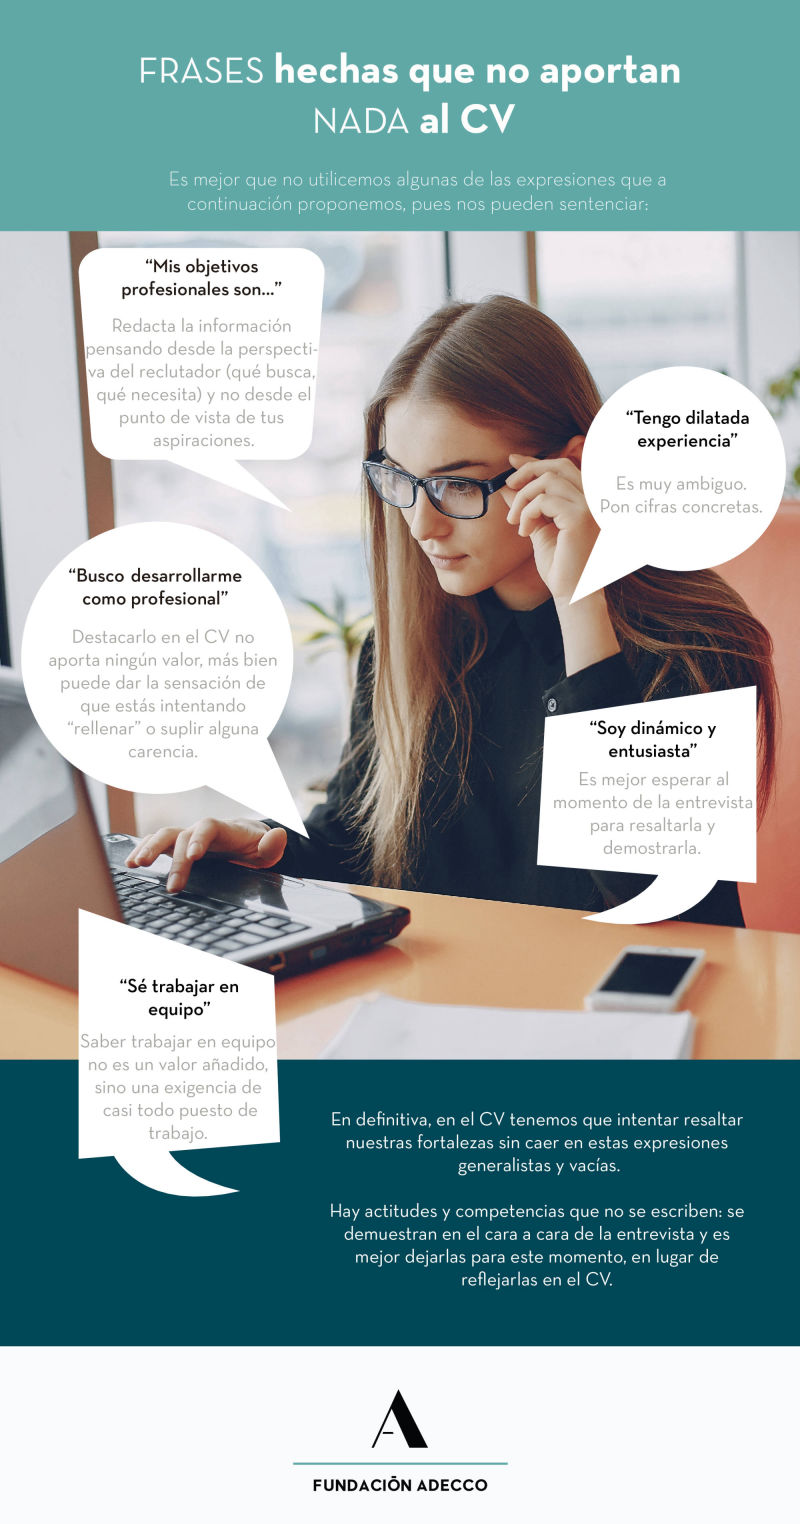 FRASES hechas que no aportan
NADA al CV
Es mejor que no utilicemos algunas de las expresiones que a
continuación proponemos, pues nos pueden sentenciar:
“Mis objetivos
profesionales son...”
Redacta la información
pensando desde la perspecti-
va del reclutador (qué busca,
qué necesita) y no desde el
punto de vista de tus
aspiraciones.
“Tengo dilatada
experiencia”
Es muy ambiguo.
Pon cifras concretas.
“Busco desarrollarme
como profesional”
Destacarlo en el CV no
aporta ningún valor, más bien
puede dar la sensación de
que estás intentando
“rellenar” o suplir alguna
carencia.
“Soy dinámico y
entusiasta”
Es mejor esperar al
momento de la entrevista
para resaltarla y
demostrarla.
“Sé trabajar en
equipo”
Saber trabajar en equipo
no es un valor añadido,
sino una exigencia de
casi todo puesto de
trabajo.
En definitiva, en el CV tenemos que intentar resaltar
nuestras fortalezas sin caer en estas expresiones
generalistas y vacías.
Hay actitudes y competencias que no se escriben: se
demuestran en el cara a cara de la entrevista y es
mejor dejarlas para este momento, en lugar de
reflejarlas en el CV.
FUNDACIÓN ADECCO